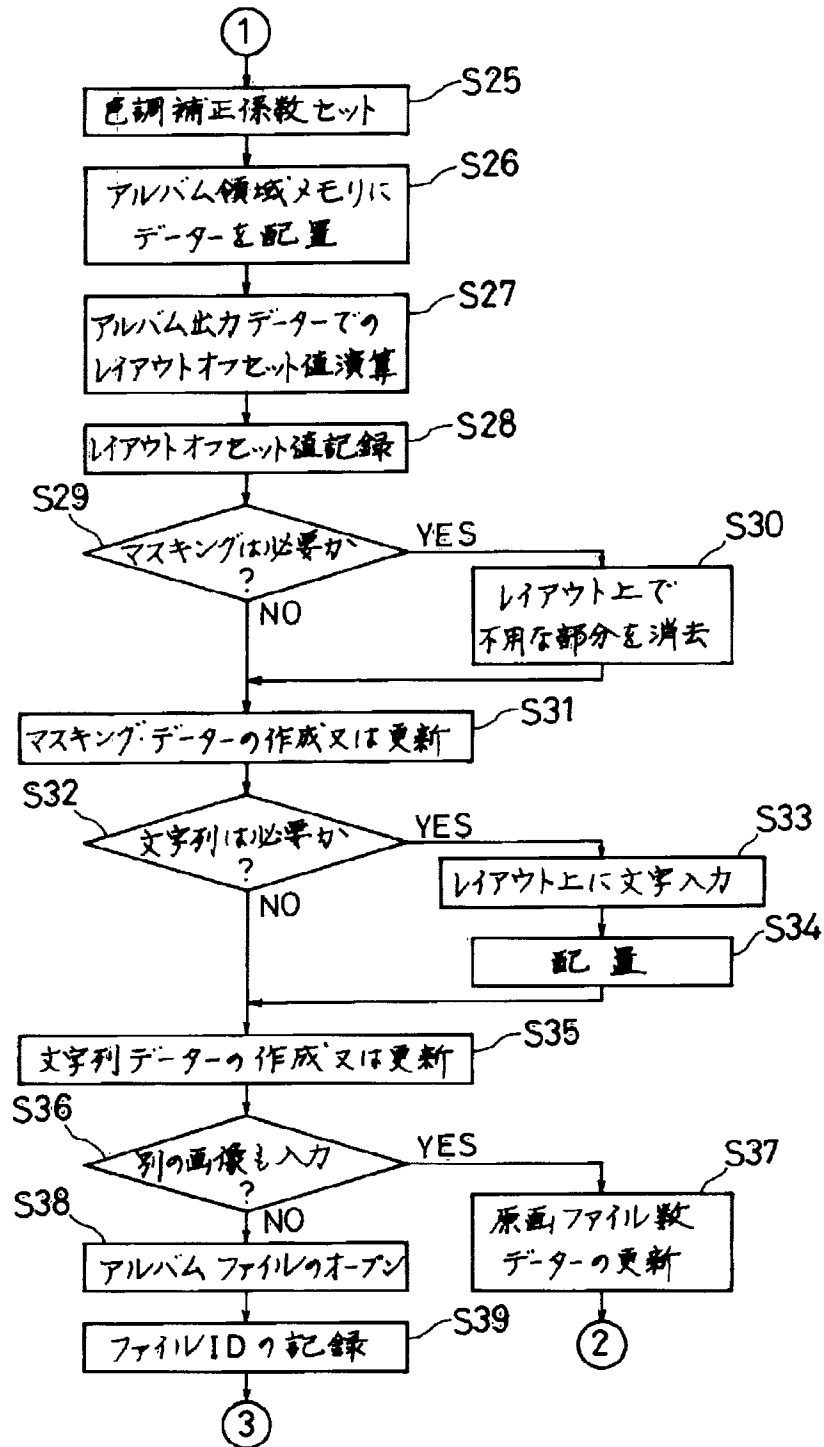 1
S25
色調補正係数セット
S26
アルバム領域メモリに
データーを配置
S27
アルバム出力データーでの
レイアウトオフセット値演算
S28
レイアウトオフセット値記録
S29
マスキングは必要か
?
YES
NO
S30
レイアウト上で
不用な部分を消去
S31
マスキング・データーの作成又は更新
S32
文字列は必要か
?
YES
NO
S33
レイアウト上に文字入力
S34
配置
S35
文字列データーの作成又は更新
S36
別の画像も入力
?
YES
NO
S37
原画ファイル数
データーの更新
2
S38
アルバムファイルのオープン
S39
ファイルIDの記録
3